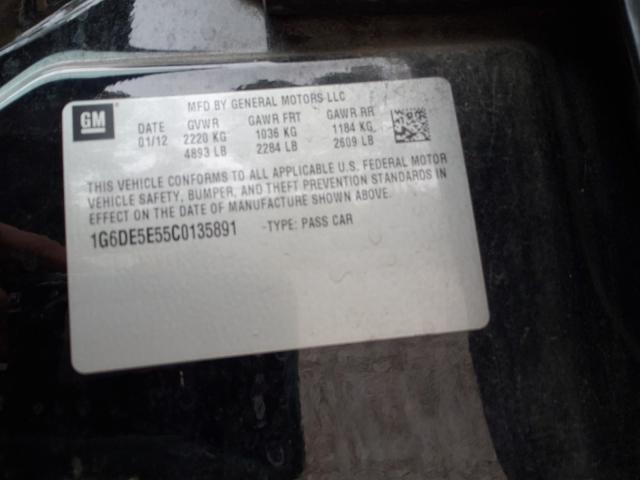 GM
MFD BY GENERAL MOTORS LLC
DATE GVWR GAWR FRT GAWR RR
01/12 2220 KG 1036 KG 1184 KG
4893 LB 2284 LB 2609 LB
THIS VEHICLE CONFORMS TO ALL APPLICABLE U.S. FEDERAL MOTOR
VEHICLE SAFETY, BUMPER, AND THEFT PREVENTION STANDARDS IN
EFFECT ON THE DATE OF MANUFACTURE SHOWN ABOVE.
1G6DE5E55C0135891 -TYPE: PASS CAR